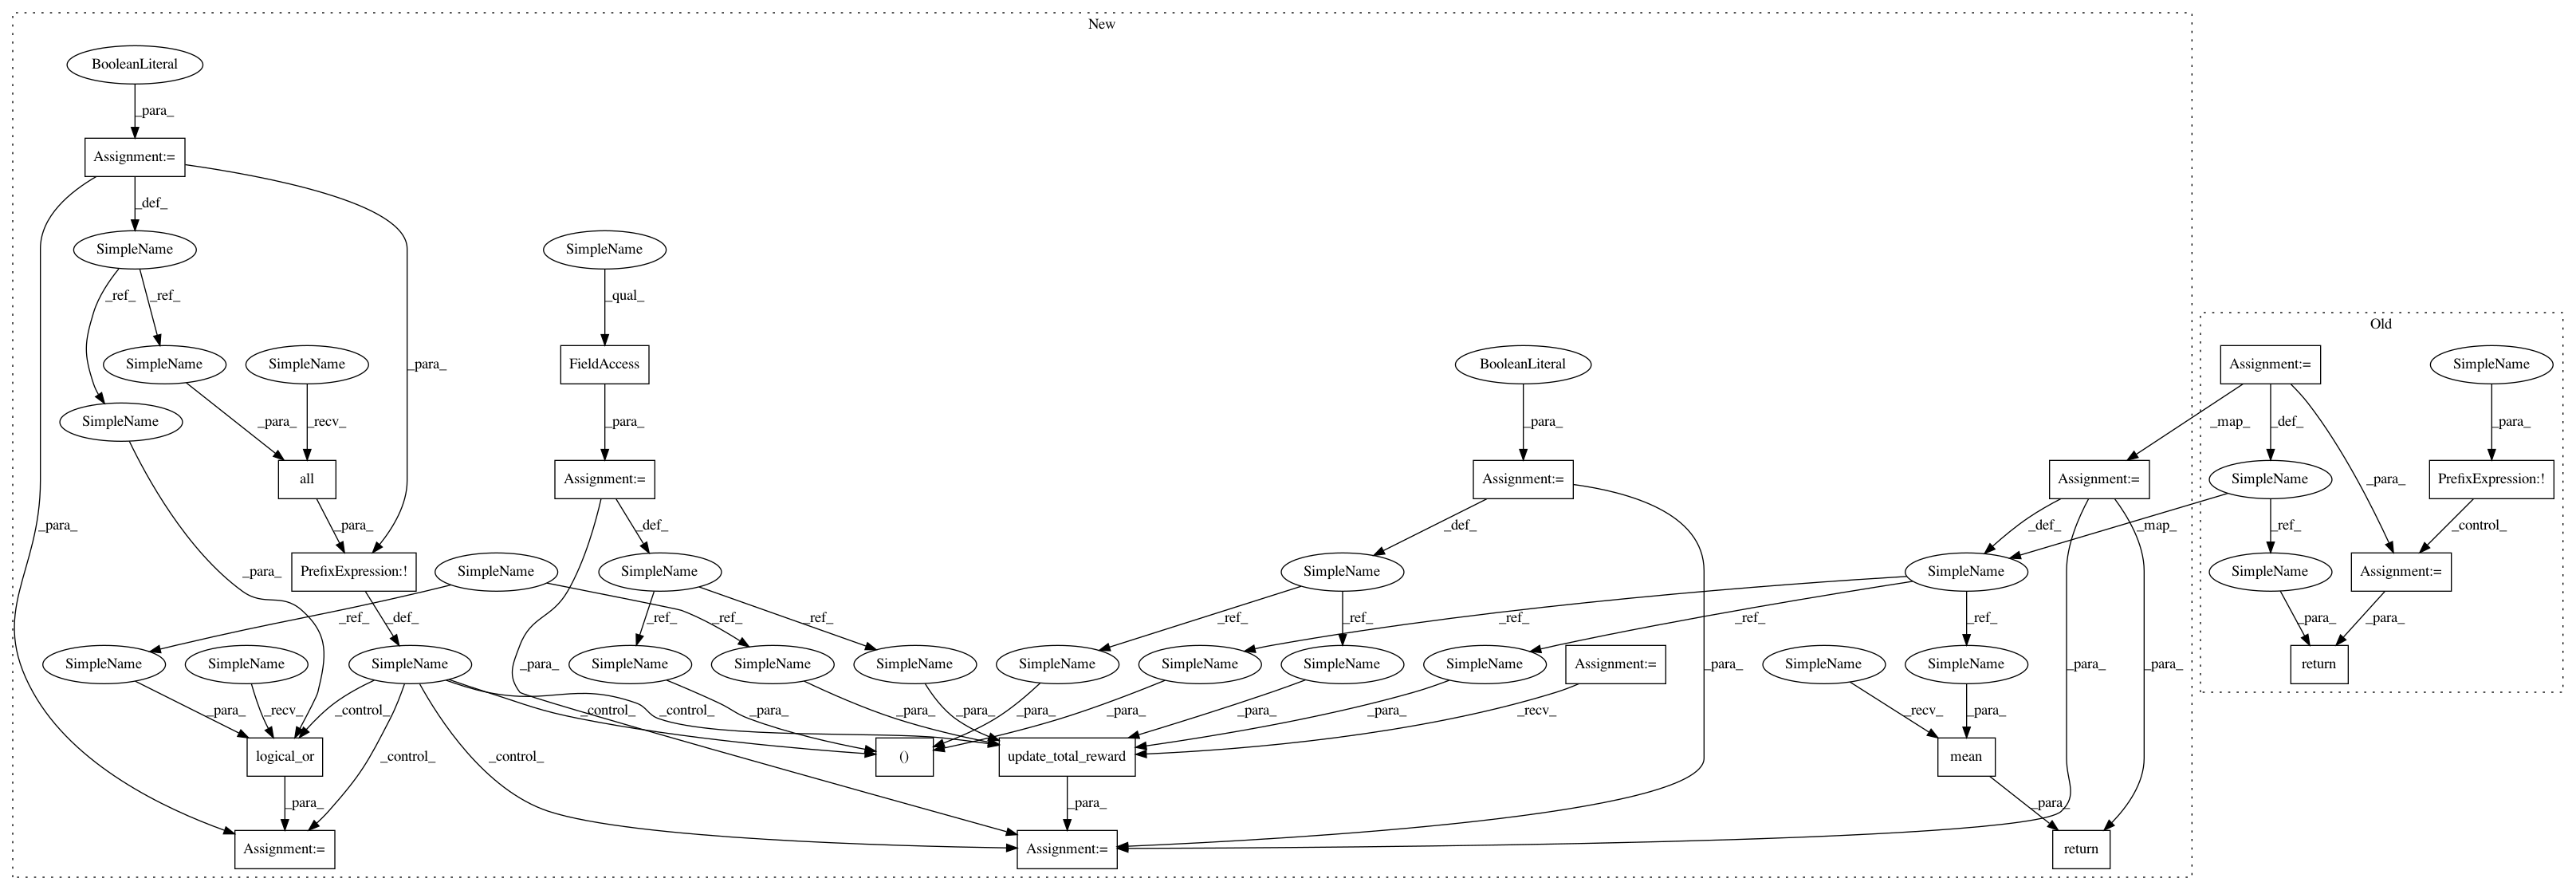 New
BooleanLiteral
_para_
Assignment:=
_def_
SimpleName
SimpleName
_ref_
_ref_
_qual_
Old
SimpleName
SimpleName
FieldAccess
BooleanLiteral
Assignment:=
SimpleName
_para_
SimpleName
_para_
_recv_
_para_
_para_
_map_
_def_
_para_
all
Assignment:=
Assignment:=
Assignment:=
SimpleName
PrefixExpression:!
_para_
_para_
_def_
_def_
_def_
_map_
_ref_
_para_
_control_
PrefixExpression:!
SimpleName
SimpleName
SimpleName
SimpleName
SimpleName
Assignment:=
_para_
_ref_
_def_
_ref_
_ref_
_ref_
_ref_
_ref_
_ref_
_ref_
_ref_
_para_
_para_
SimpleName
SimpleName
SimpleName
SimpleName
SimpleName
SimpleName
SimpleName
SimpleName
SimpleName
SimpleName
Assignment:=
SimpleName
SimpleName
return
_para_
_para_
_recv_
_control_
_control_
_control_
_para_
_para_
_para_
_para_
_para_
_para_
_para_
_recv_
_recv_
_para_
_para_
_para_
logical_or
_control_
_control_
()
update_total_reward
mean
_para_
_para_
_para_
Assignment:=
Assignment:=
return